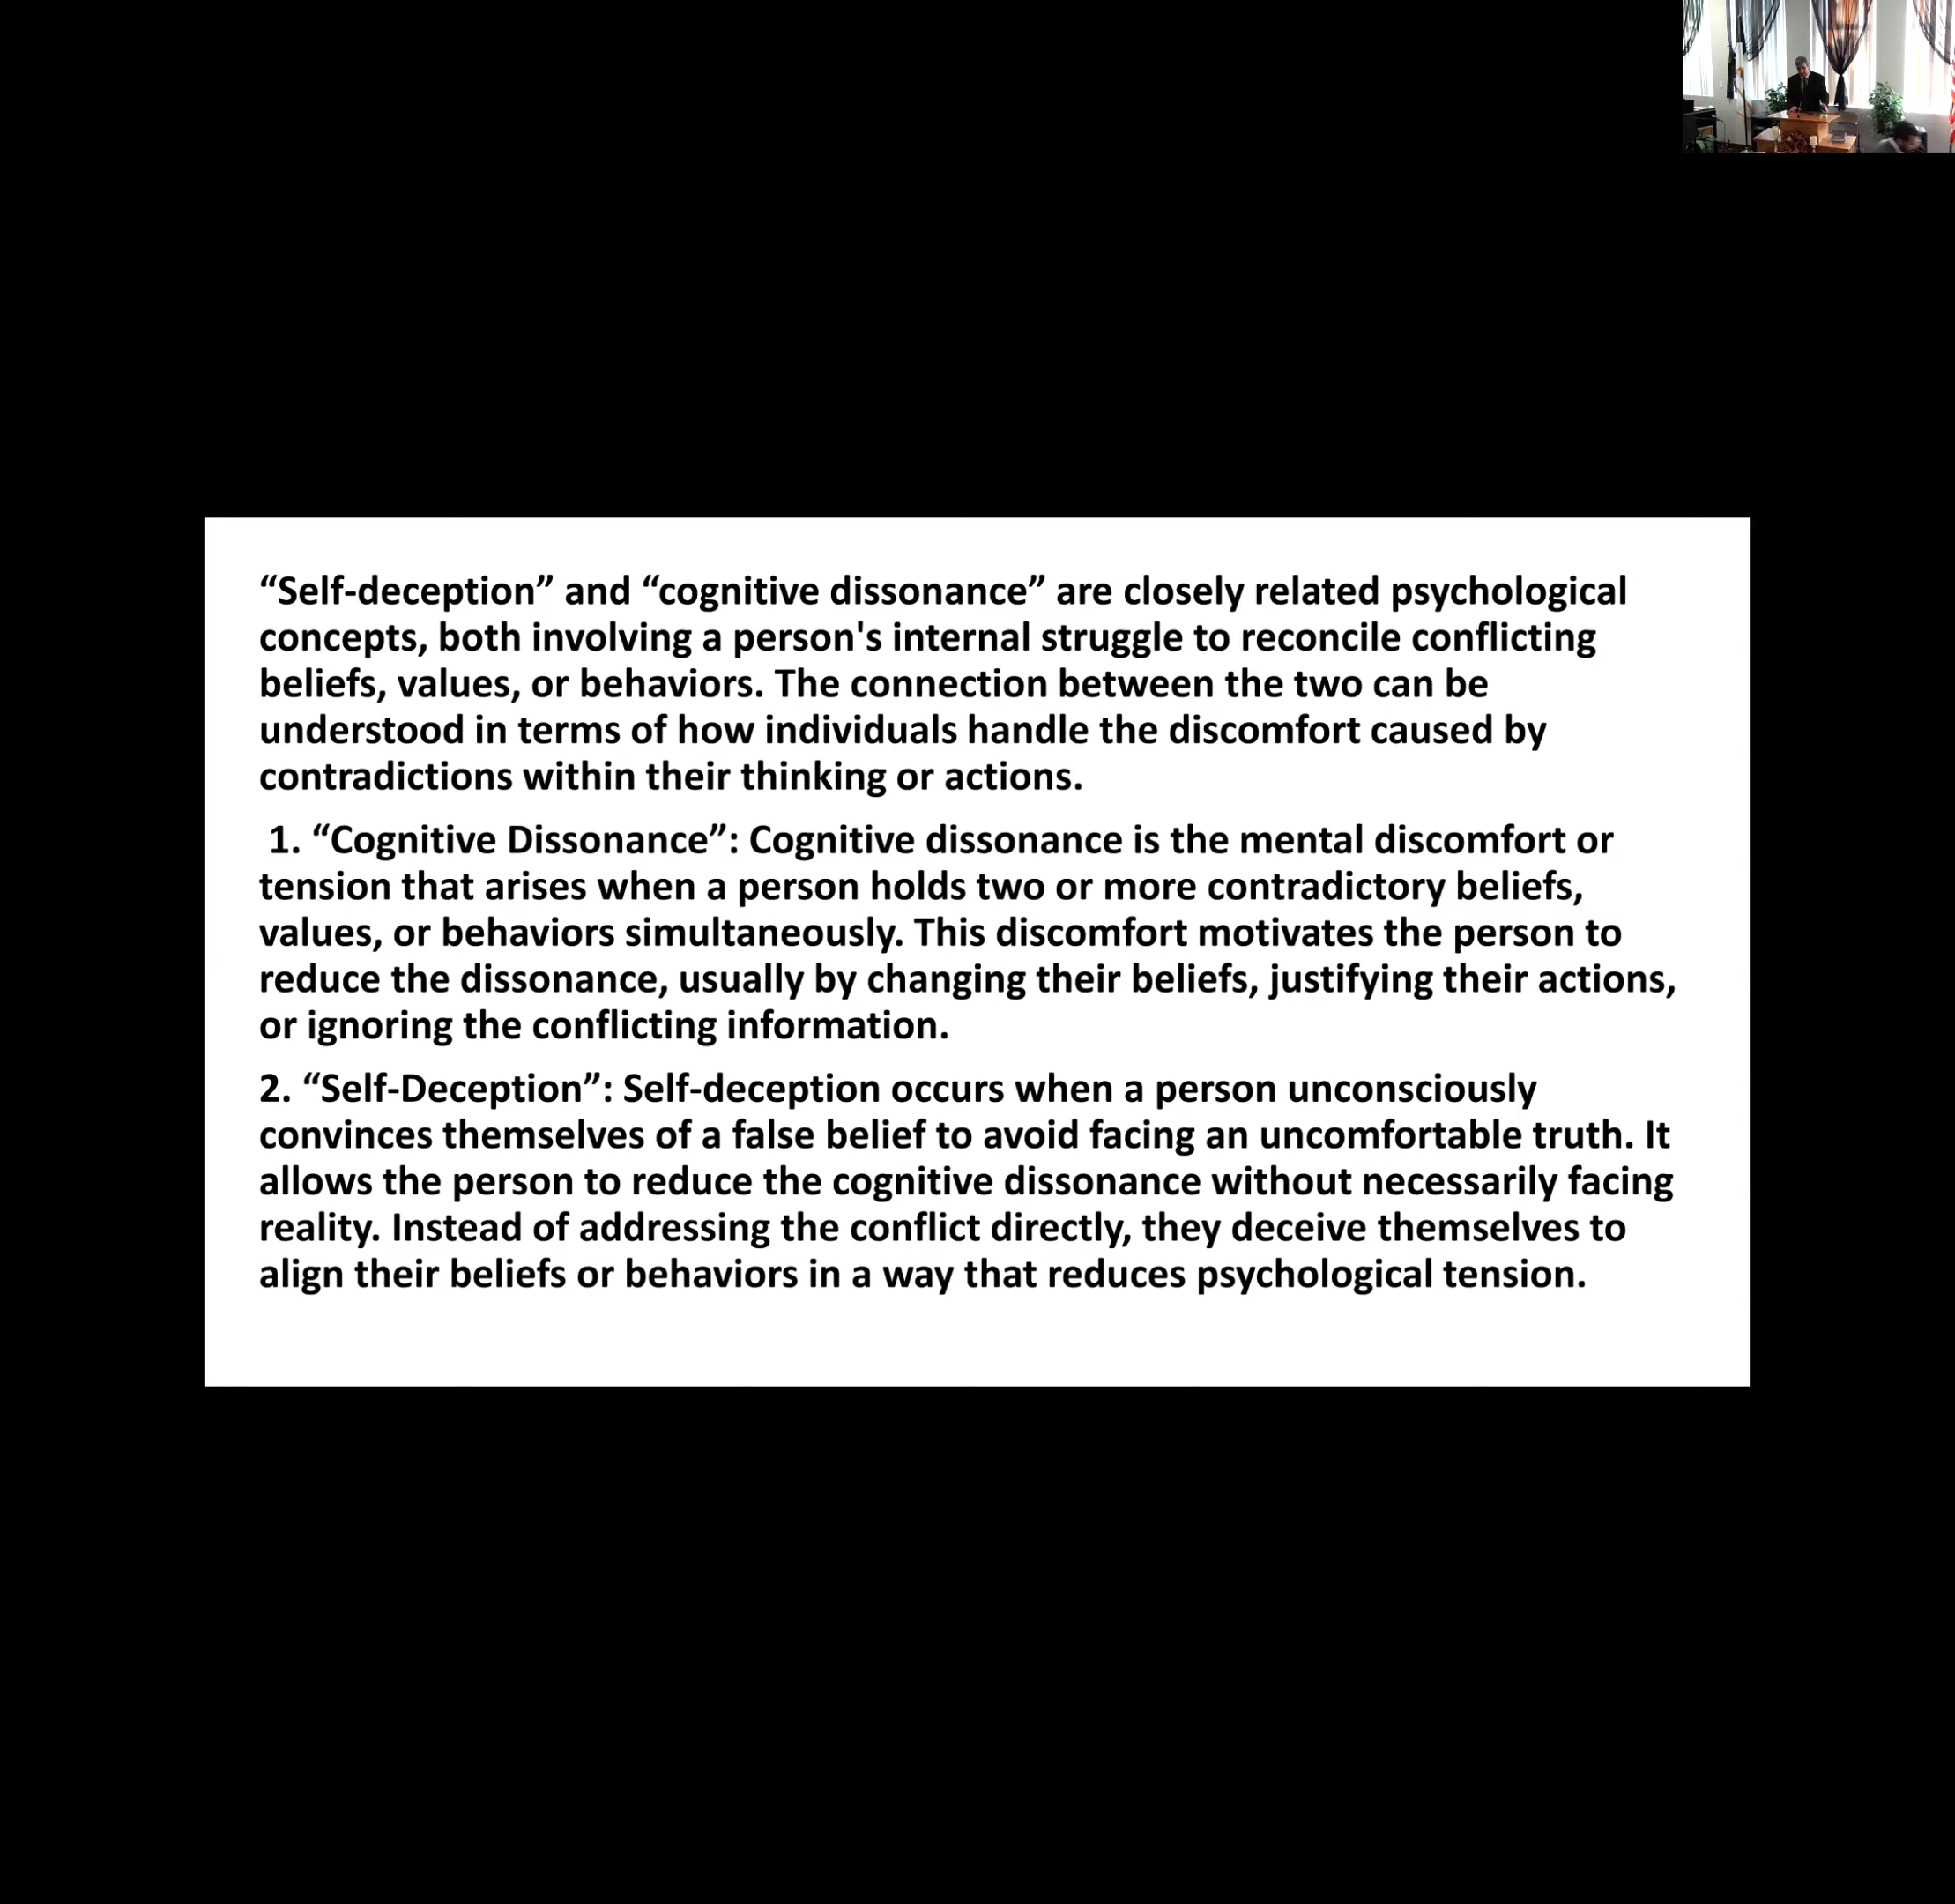 “Self-deception” and “cognitive dissonance” are closely related psychological
concepts, both involving a person's internal struggle to reconcile conflicting
beliefs, values, or behaviors. The connection between the two can be
understood in terms of how individuals handle the discomfort caused by
contradictions within their thinking or actions.
1. “Cognitive Dissonance”: Cognitive dissonance is the mental discomfort or
tension that arises when a person holds two or more contradictory beliefs,
values, or behaviors simultaneously. This discomfort motivates the person to
reduce the dissonance, usually by changing their beliefs, justifying their actions,
or ignoring the conflicting information.
2. “Self-Deception”: Self-deception occurs when a person unconsciously
convinces themselves of a false belief to avoid facing an uncomfortable truth. It
allows the person to reduce the cognitive dissonance without necessarily facing
reality. Instead of addressing the conflict directly, they deceive themselves to
align their beliefs or behaviors in a way that reduces psychological tension.